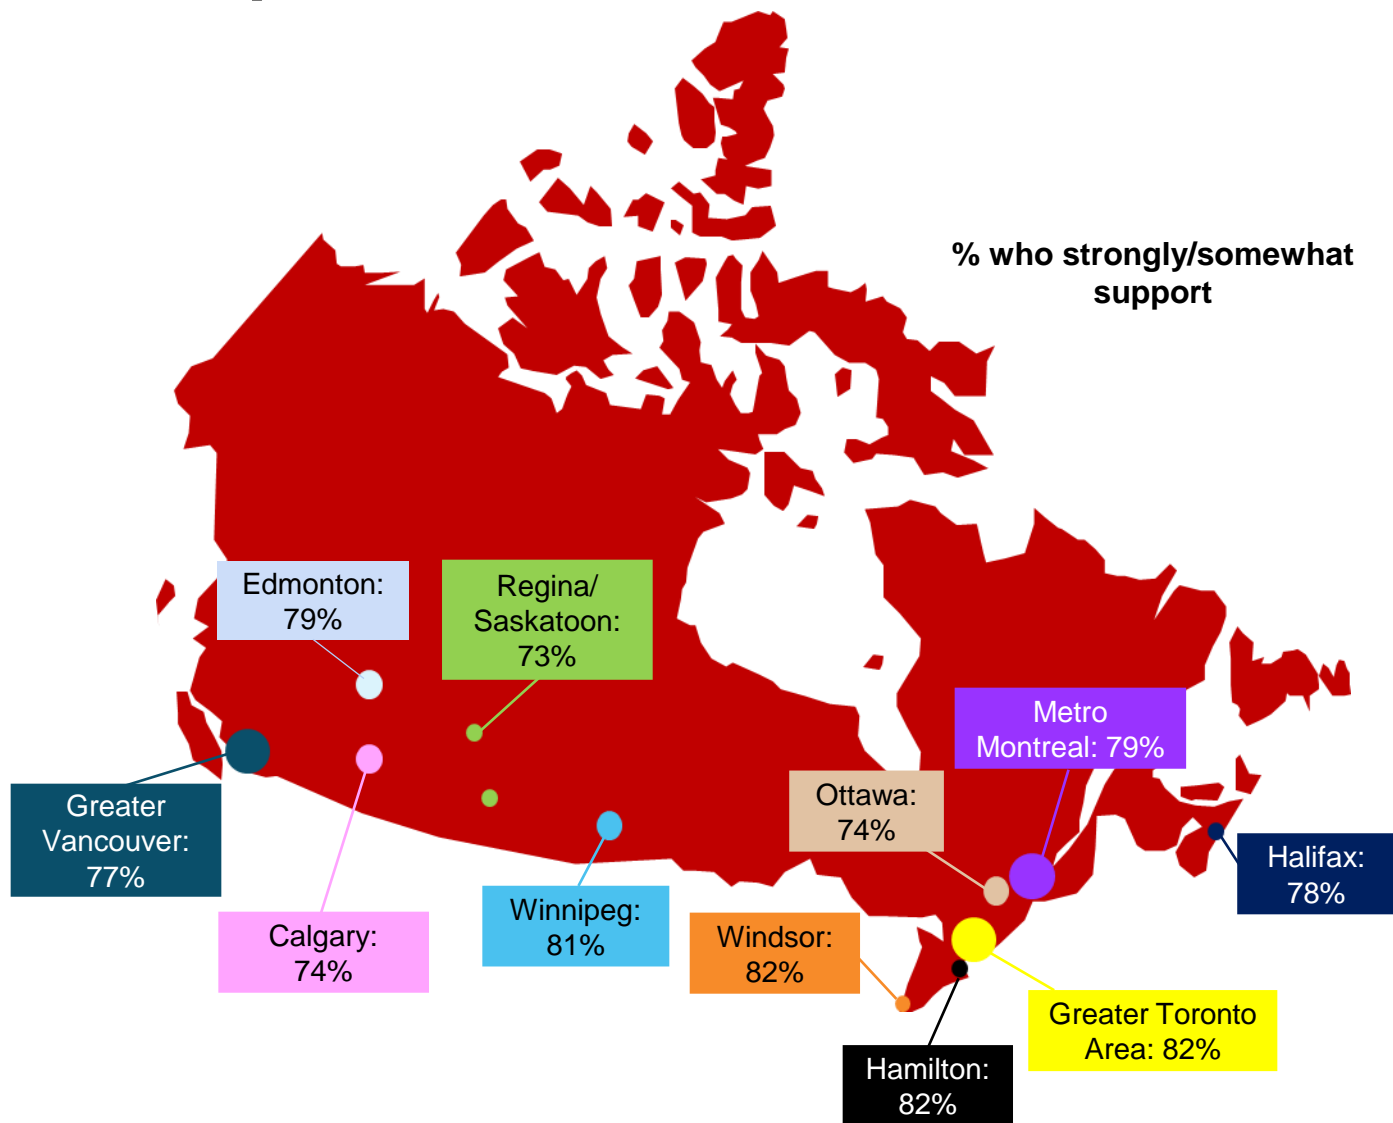 % who strongly/somewhat
support
Edmonton:
79%
Regina/
Saskatoon:
73%
Metro
Montreal: 79%
Ottawa:
74%
Greater
Vancouver:
77%
Halifax:
78%
Winnipeg:
81%
Calgary:
74%
Windsor:
82%
Greater Toronto
Area: 82%
Hamilton:
82%